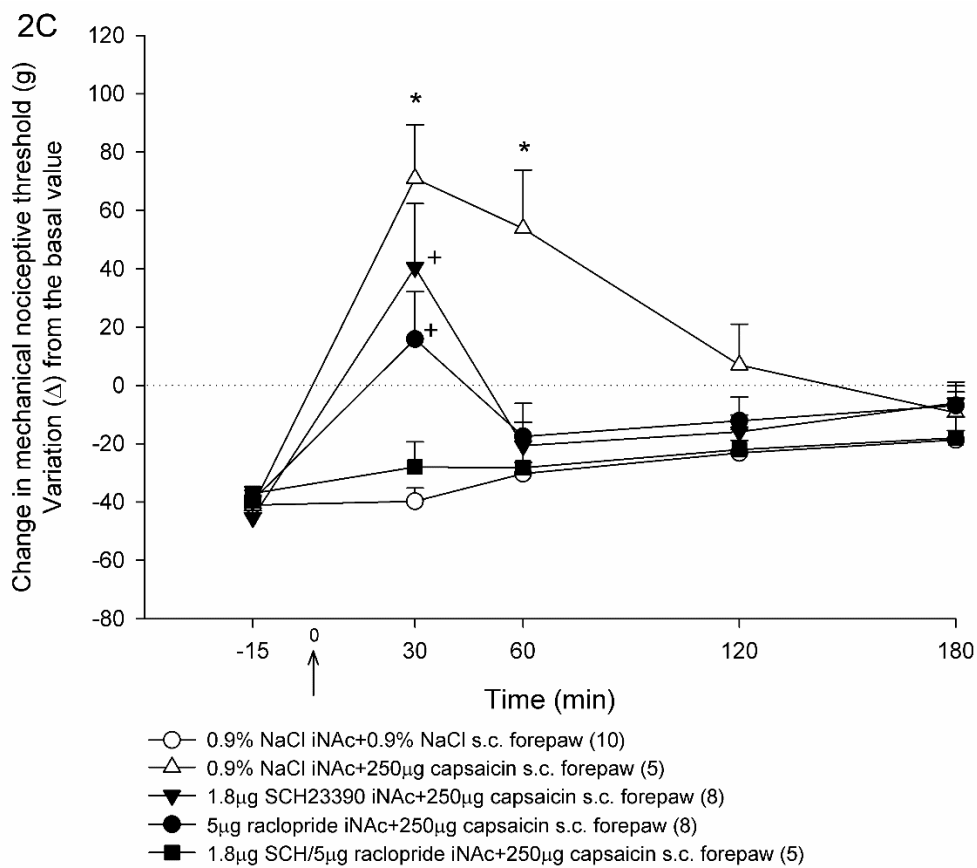 2C
Change in mechanical nociceptive threshold (g)
Variation (Δ) from the basal value
120
100
80
60
40
20
0
-20
-40
-60
-80
*
*
+
+
-15
0
30
60
120
180
Time (min)
0.9% NaCl iNAc+0.9% NaCl s.c. forepaw (10)
0.9% NaCl iNAc+250μg capsaicin s.c. forepaw (5)
1.8μg SCH23390 iNAc+250μg capsaicin s.c. forepaw (8)
5μg raclopride iNAc+250μg capsaicin s.c. forepaw (8)
1.8μg SCH/5μg raclopride iNAc+250μg capsaicin s.c. forepaw (5)